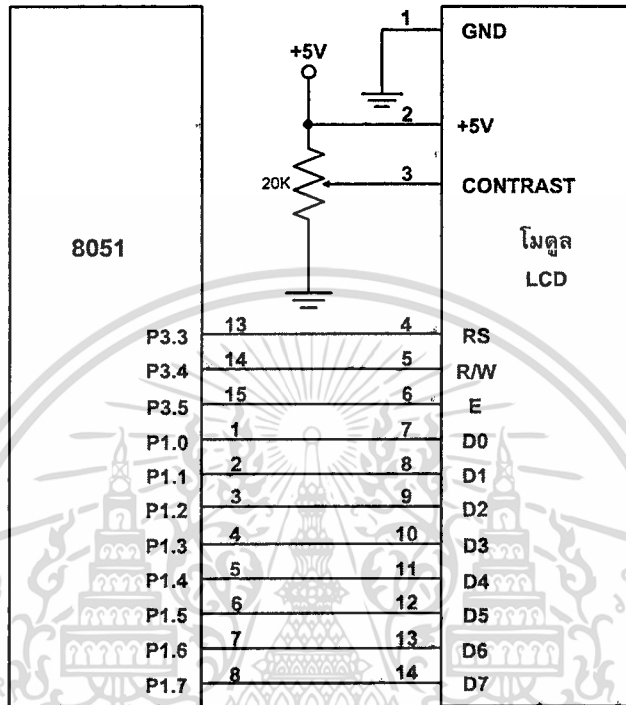 1 GND
+5V
2 +5V
20K 3 CONTRAST
8051
โมดูล
LCD
P3.3 13 4 RS
P3.4 14 5 R/W
P3.5 15 6 E
P1.0 1 7 D0
P1.1 2 8 D1
P1.2 3 9 D2
P1.3 4 10 D3
P1.4 5 11 D4
P1.5 6 12 D5
P1.6 7 13 D6
P1.7 8 14 D7